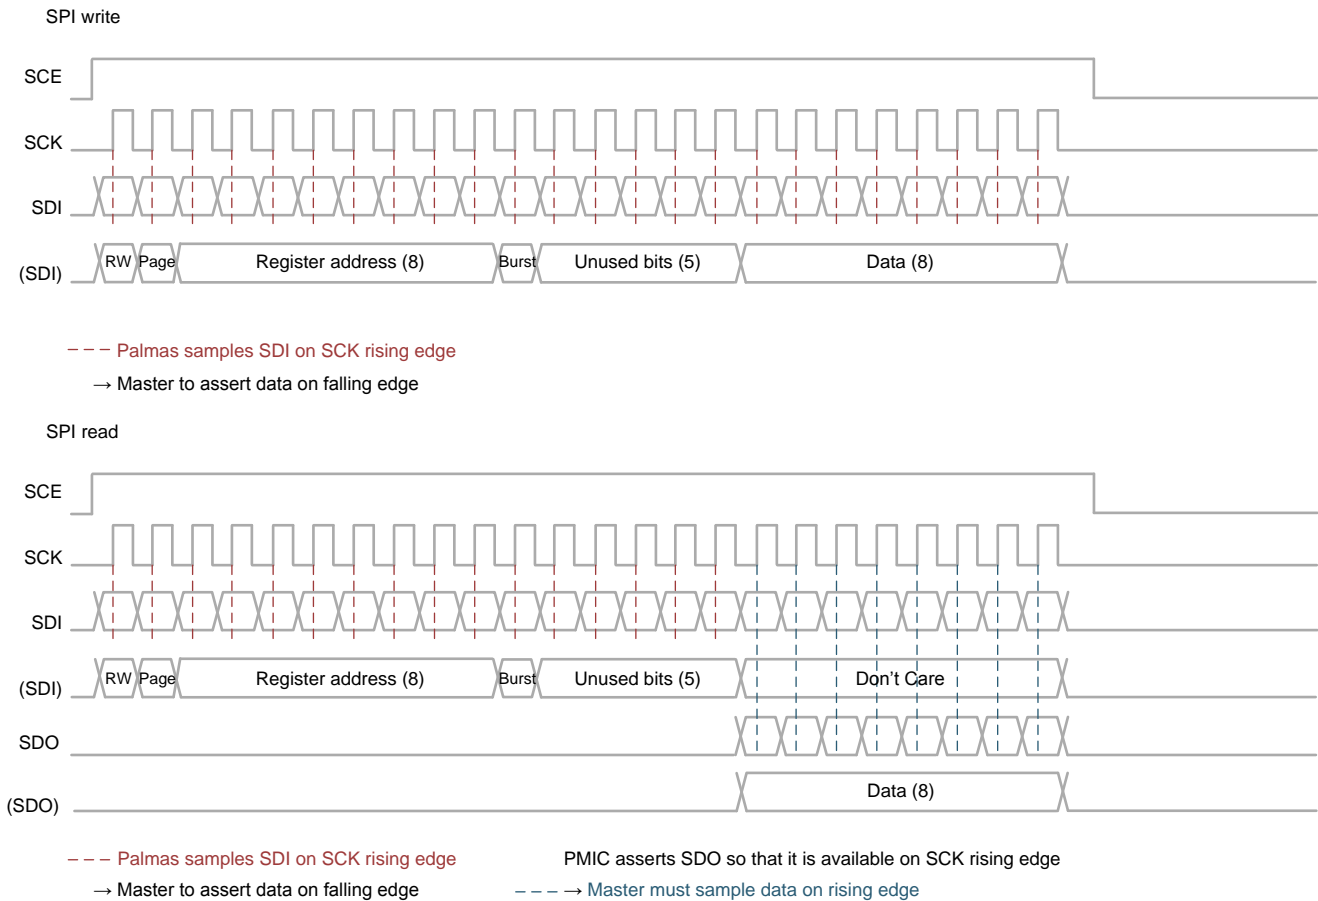 SPI write
SCE
SCK
SDI
(SDI) RW Page Register address (8) Burst Unused bits (5) Data (8)
Palmas samples SDI on SCK rising edge
→ Master to assert data on falling edge
SPI read
SCE
SCK
SDI
(SDI) RW Page Register address (8) Burst Unused bits (5) Don't Care
SDO
(SDO) Data (8)
Palmas samples SDI on SCK rising edge PMIC asserts SDO so that it is available on SCK rising edge
→ Master to assert data on falling edge → Master must sample data on rising edge